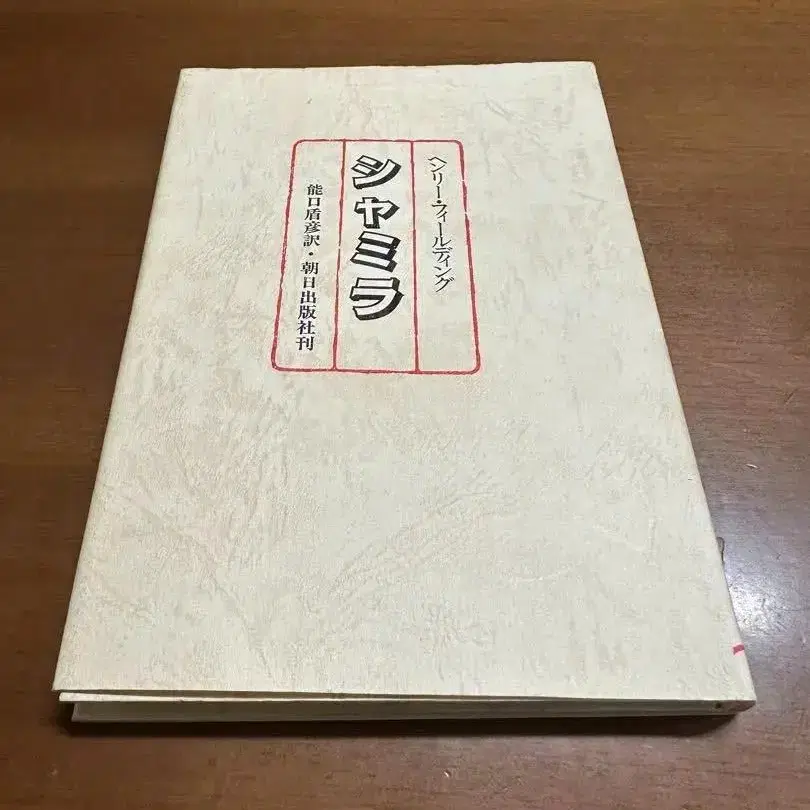 ヘンリー・フィールディング
シャミラ
能口盾彦訳・朝日出版社刊